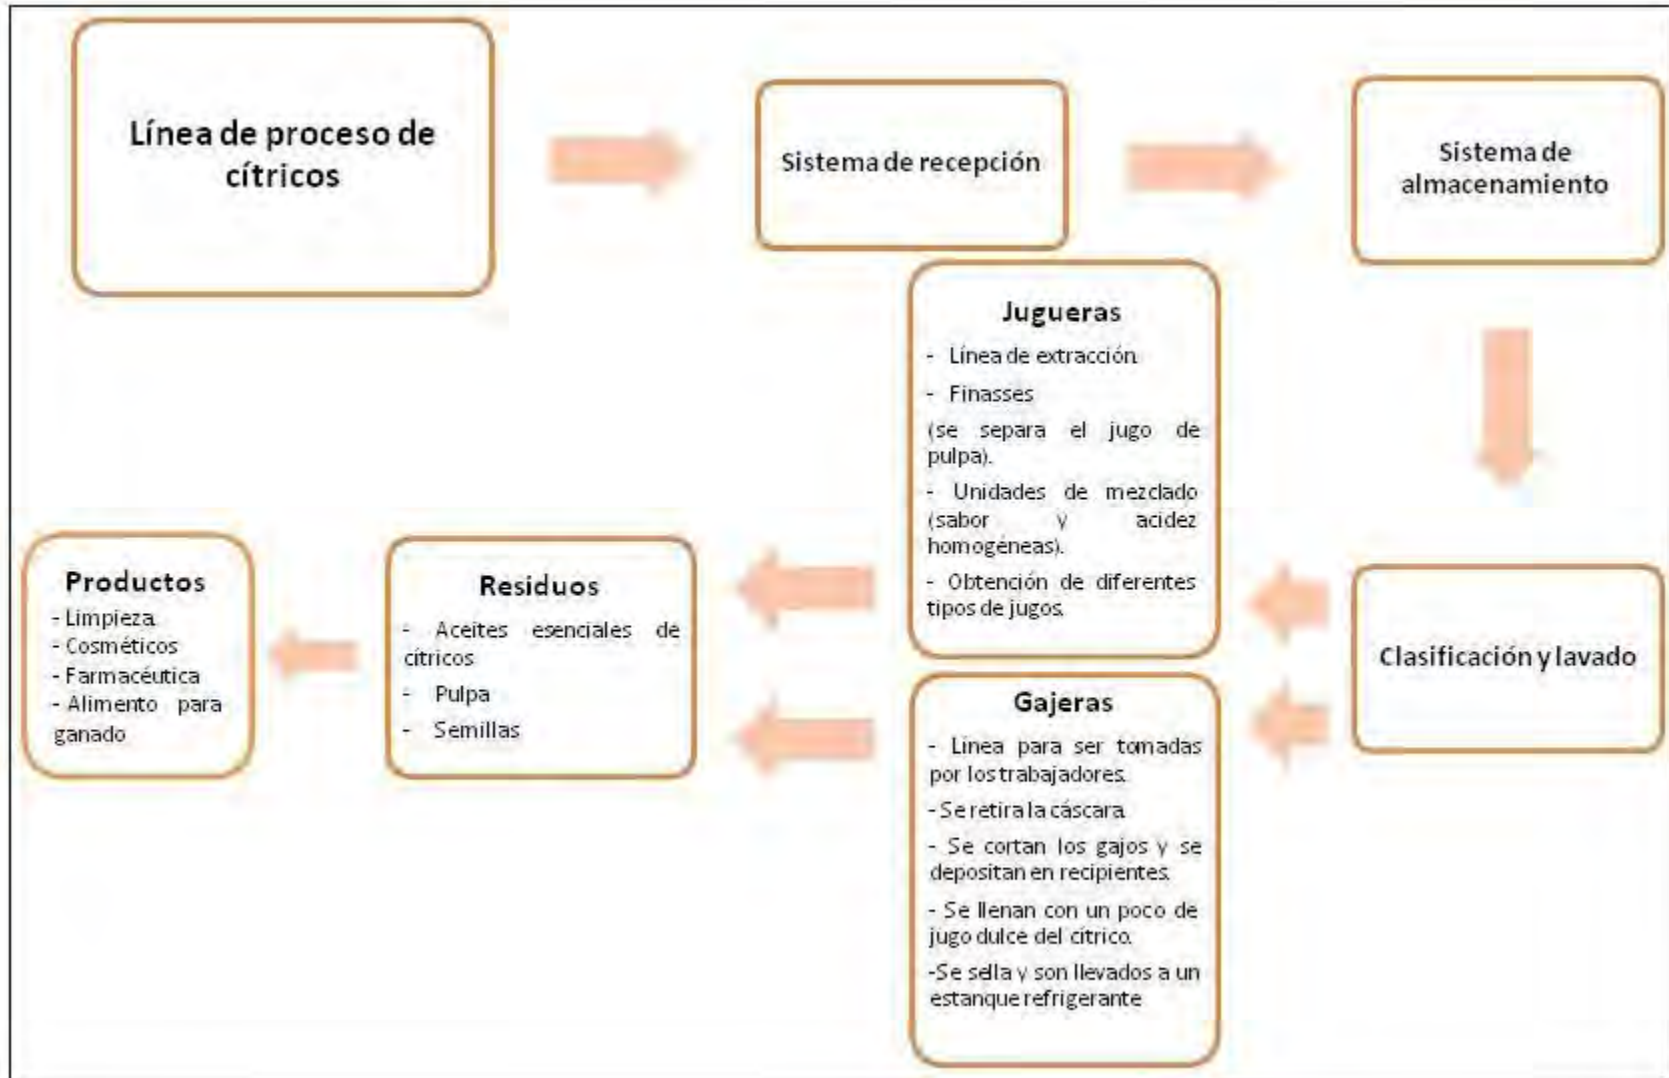 Línea de proceso de
cítricos
Sistema de recepción
Sistema de
almacenamiento
Clasificación y lavado
Jugueras
- Línea de extracción.
- Finasses
(se separa el jugo de
pulpa).
- Unidades de mezclado
(sabor y acidez
homogéneas).
- Obtención de diferentes
tipos de jugos.
Gajeras
- Línea para ser tomadas
por los trabajadores.
- Se retira la cáscara.
- Se cortan los gajos y se
depositan en recipientes.
- Se llenan con un poco de
jugo dulce del cítrico.
-Se sella y son llevados a un
estanque refrigerante
Residuos
- Aceites esenciales de
cítricos
- Pulpa
- Semillas
Productos
- Limpieza.
- Cosméticos
- Farmacéutica
- Alimento para
ganado